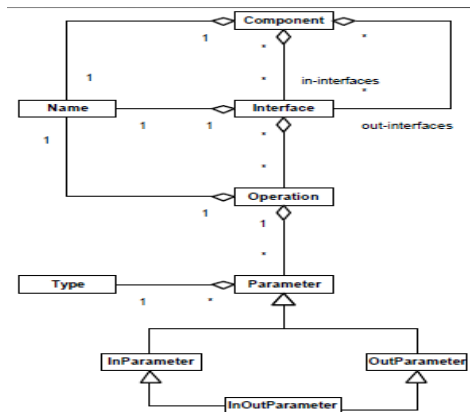 Component
1
*
*
1
*
in-interfaces
*
Name
Interface
1
1
1
*
out-interfaces
*
Operation
1
1
*
Type
Parameter
1
*
InParameter
OutParameter
InOutParameter